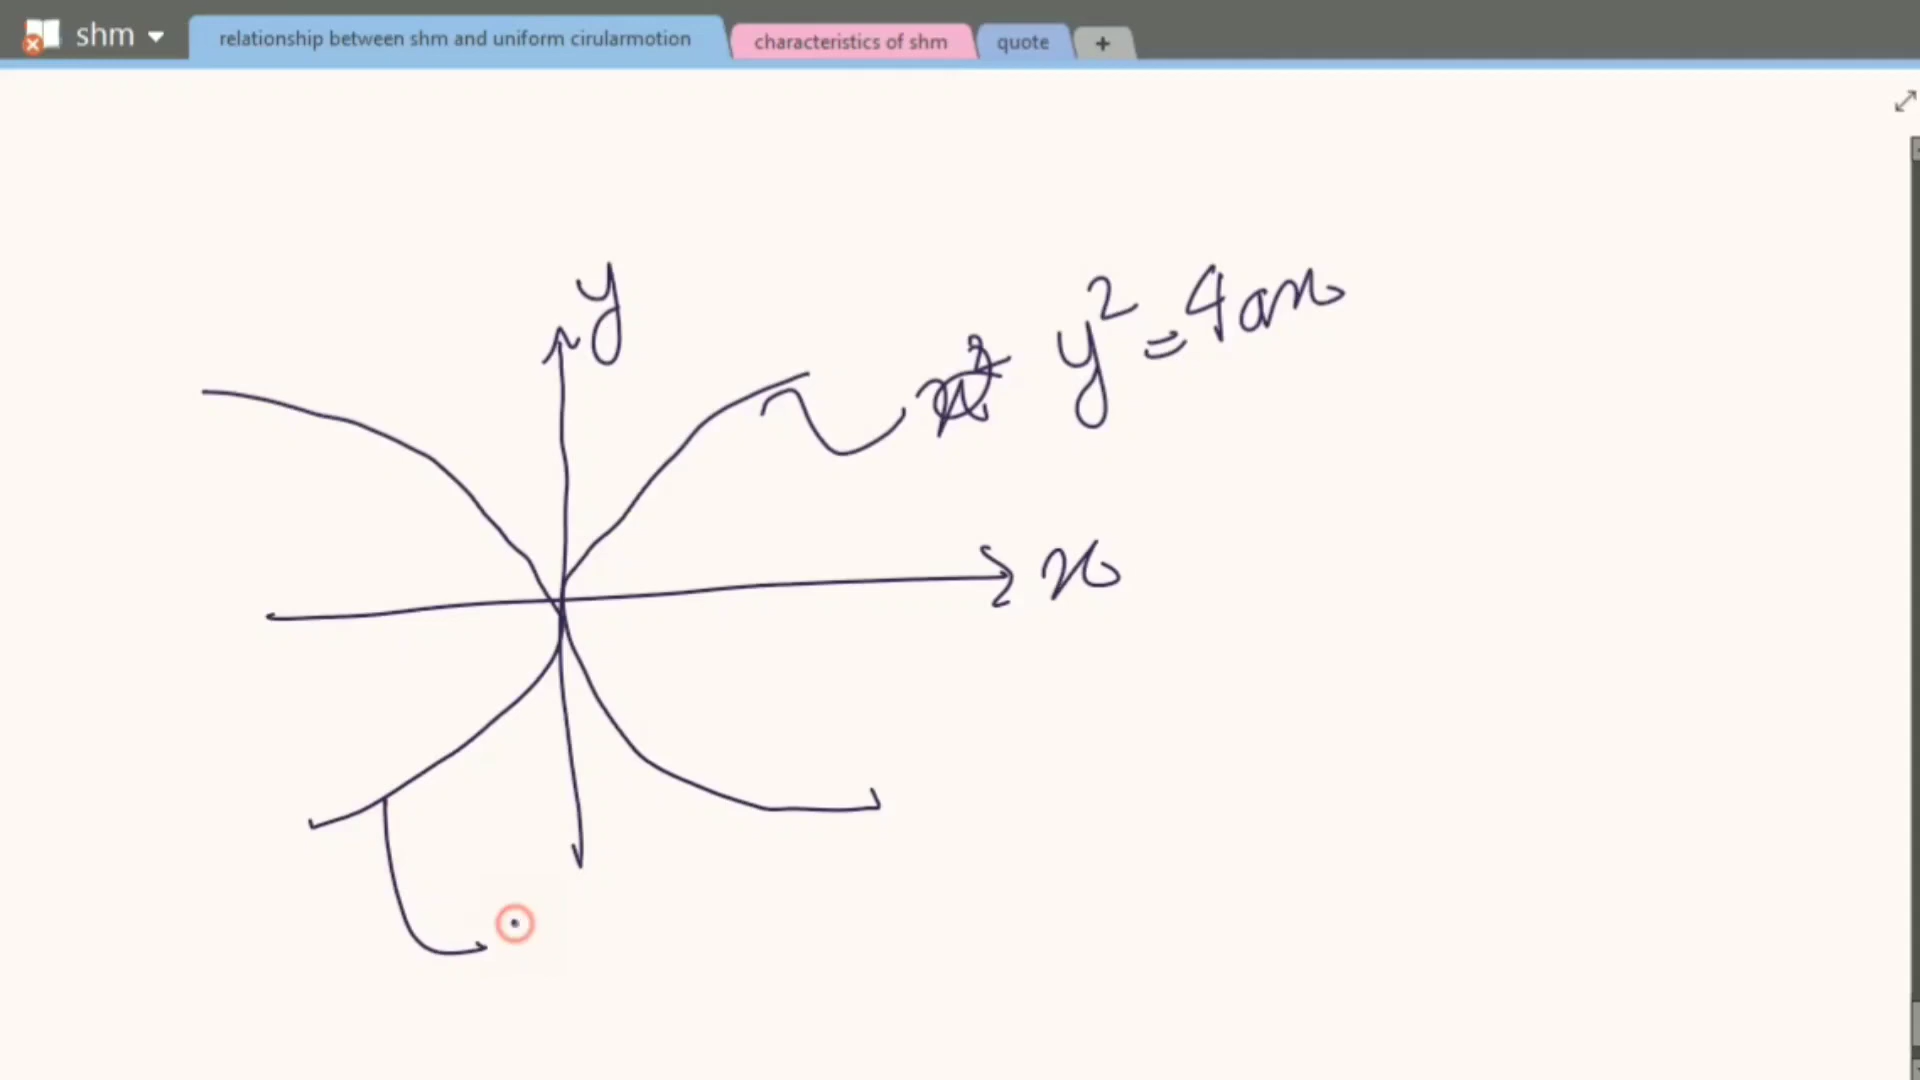 shm
relationship between shm and uniform cirularmotion
characteristics of shm
quote
+
y
y² = 4ax
x